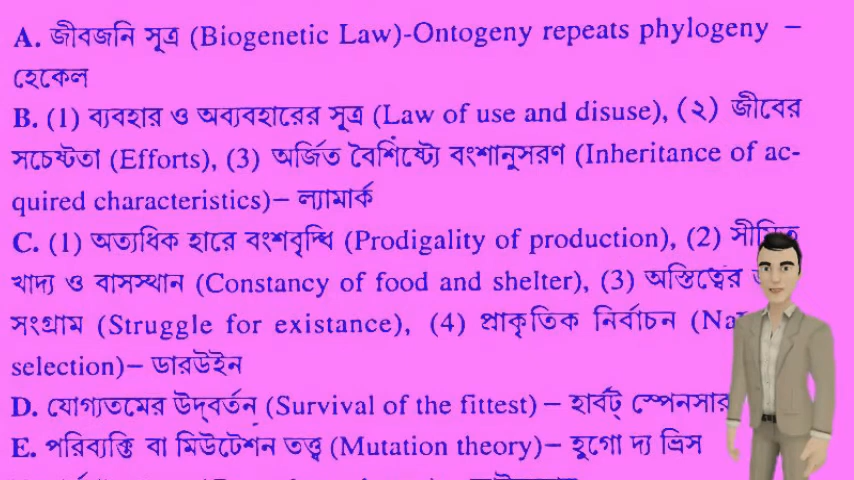 A. জীবজনি সূত্র (Biogenetic Law)-Ontogeny repeats phylogeny –
হেকেল
B. (1) ব্যবহার ও অব্যবহারের সূত্র (Law of use and disuse), (২) জীবের
সচেষ্টতা (Efforts), (3) অর্জিত বৈশিষ্ট্যে বংশানুসরণ (Inheritance of ac-
quired characteristics)– ল্যামার্ক
C. (1) অত্যধিক হারে বংশবৃদ্ধি (Prodigality of production), (2) সীমিত
খাদ্য ও বাসস্থান (Constancy of food and shelter), (3) অস্তিত্বের
সংগ্রাম (Struggle for existance), (4) প্রাকৃতিক নির্বাচন
selection)– ডারউইন
D. যোগ্যতমের উদ্‌বর্তন (Survival of the fittest) – হার্বট্ স্পেনসার
E. পরিব্যক্তি বা মিউটেশন তত্ত্ব (Mutation theory)– হুগো দ্য ভ্রিস